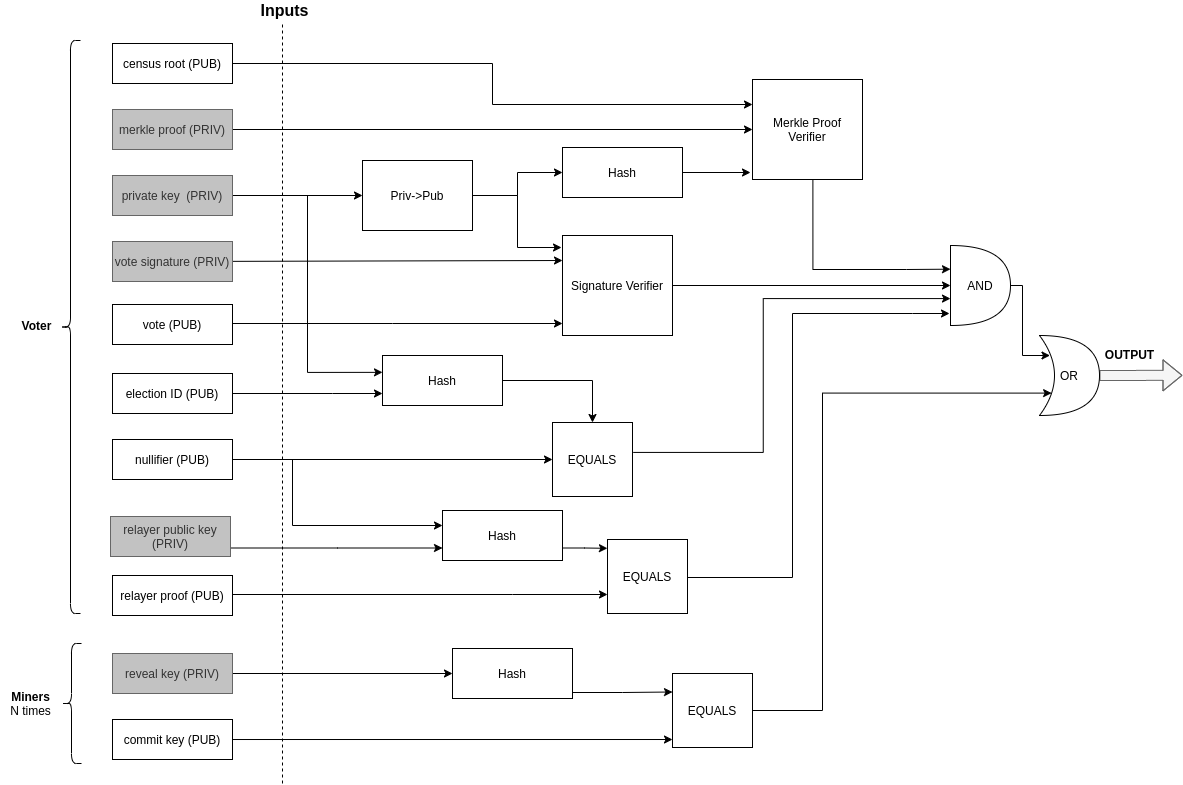 Inputs
census root (PUB)
merkle proof (PRIV)
Merkle Proof
Verifier
private key  (PRIV)
Priv->Pub
Hash
vote signature (PRIV)
Signature Verifier
AND
vote (PUB)
Voter
OUTPUT
OR
election ID (PUB)
Hash
nullifier (PUB)
EQUALS
relayer public key
(PRIV)
Hash
EQUALS
relayer proof (PUB)
reveal key (PRIV)
Hash
Miners
N times
EQUALS
commit key (PUB)